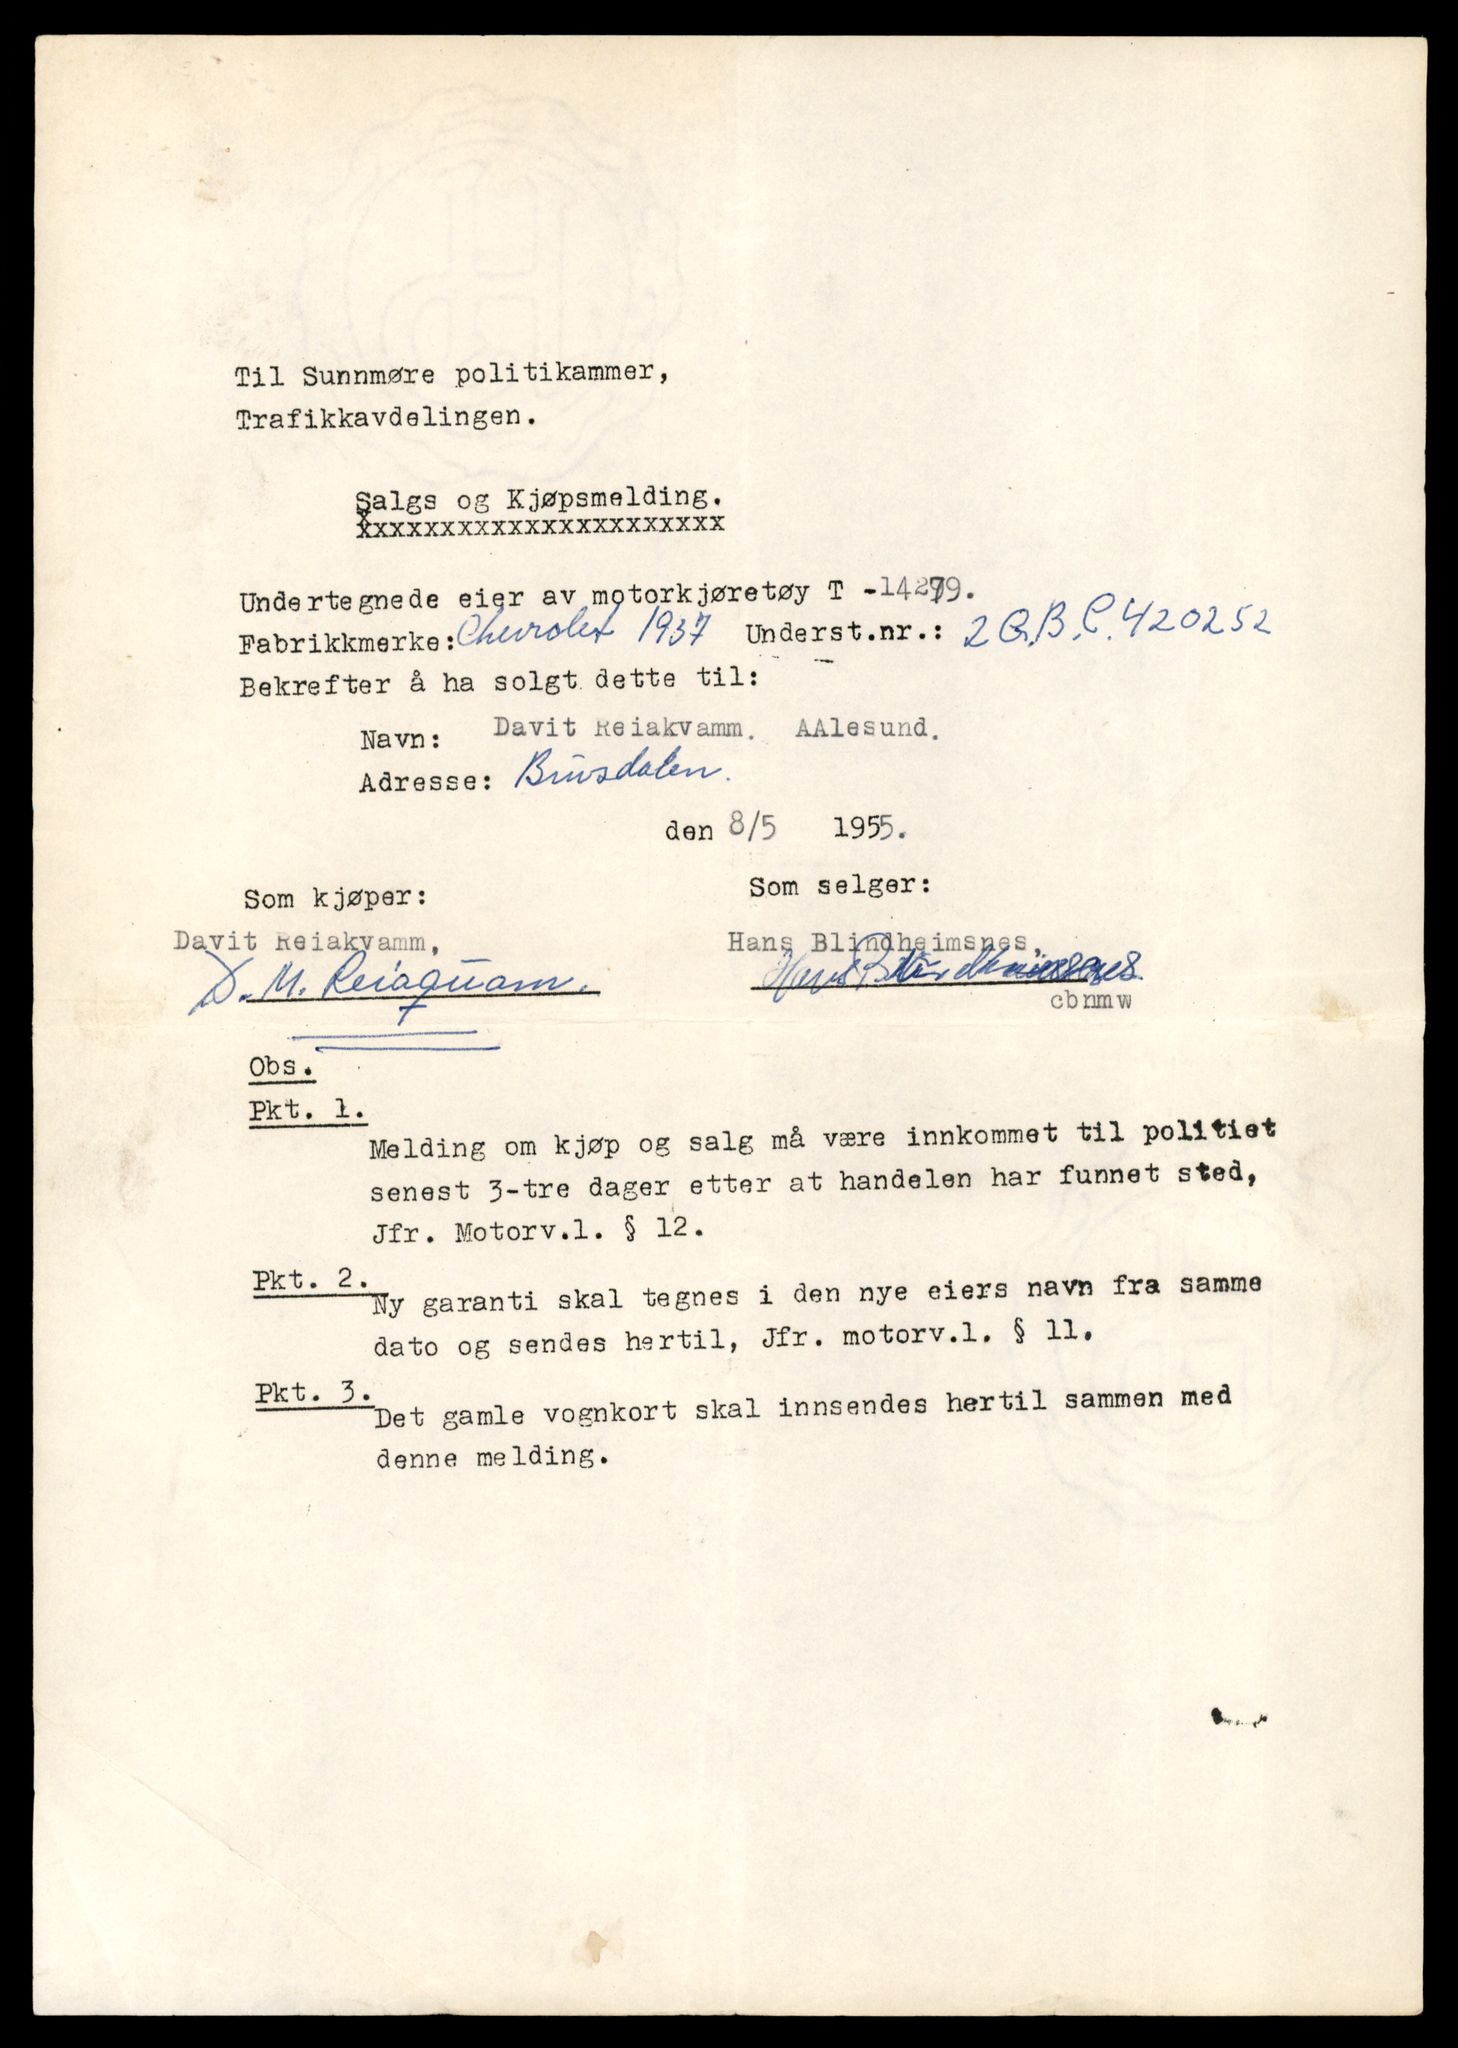 Til Sunnmøre politikammer,
Trafikkavdelingen.
Salgs og Kjøpsmelding.
xxxxxxxxxxxxxxxxxxxxxx
Undertegnede eier av motorkjøretøy T -14279.
Fabrikkmerke: Chevrolet 1937 Underst.nr.: 2 G.B.C. 420252
Bekrefter å ha solgt dette til:
Navn: Davit Reiakvamm. AAlesund.
Adresse: Brusdalen.
den 8/5 1955.
Som kjøper: Som selger:
Davit Reiakvamm, Hans Blindheimsnes,
D. M. Reiaquam. Hans Blindheimsnes
cbnmw
Obs.
Pkt. 1.
Melding om kjøp og salg må være innkommet til politiet
senest 3-tre dager etter at handelen har funnet sted,
Jfr. Motorv.l. § 12.
Pkt. 2.
Ny garanti skal tegnes i den nye eiers navn fra samme
dato og sendes hertil, Jfr. motorv.l. § 11.
Pkt. 3.
Det gamle vognkort skal innsendes hertil sammen med
denne melding.